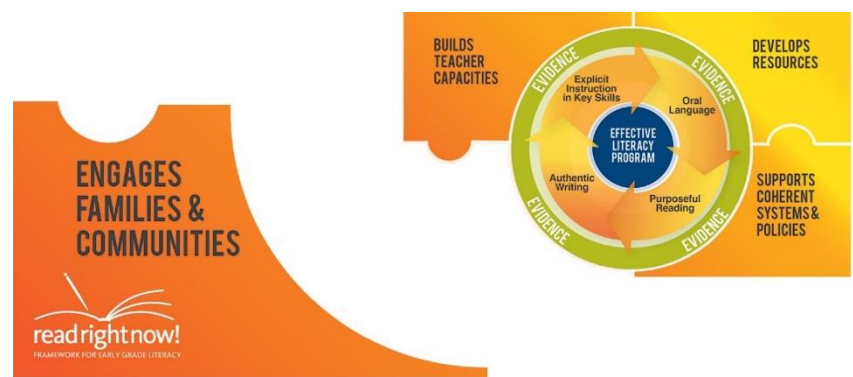 ENGAGES
FAMILIES &
COMMUNITIES
readrightnow!
FRAMEWORK FOR EARLY GRADE LITERACY
BUILDS
TEACHER
CAPACITIES
DEVELOPS
RESOURCES
EVIDENCE
EVIDENCE
Explicit
Instruction
in Key Skills
Oral
Language
EFFECTIVE
LITERACY
PROGRAM
Authentic
Writing
Purposeful
Reading
EVIDENCE
EVIDENCE
SUPPORTS
COHERENT
SYSTEMS &
POLICIES